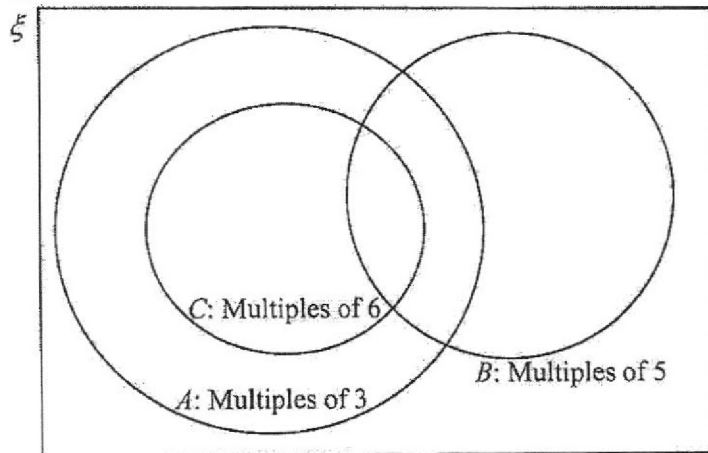 ξ
C: Multiples of 6
B: Multiples of 5
A: Multiples of 3